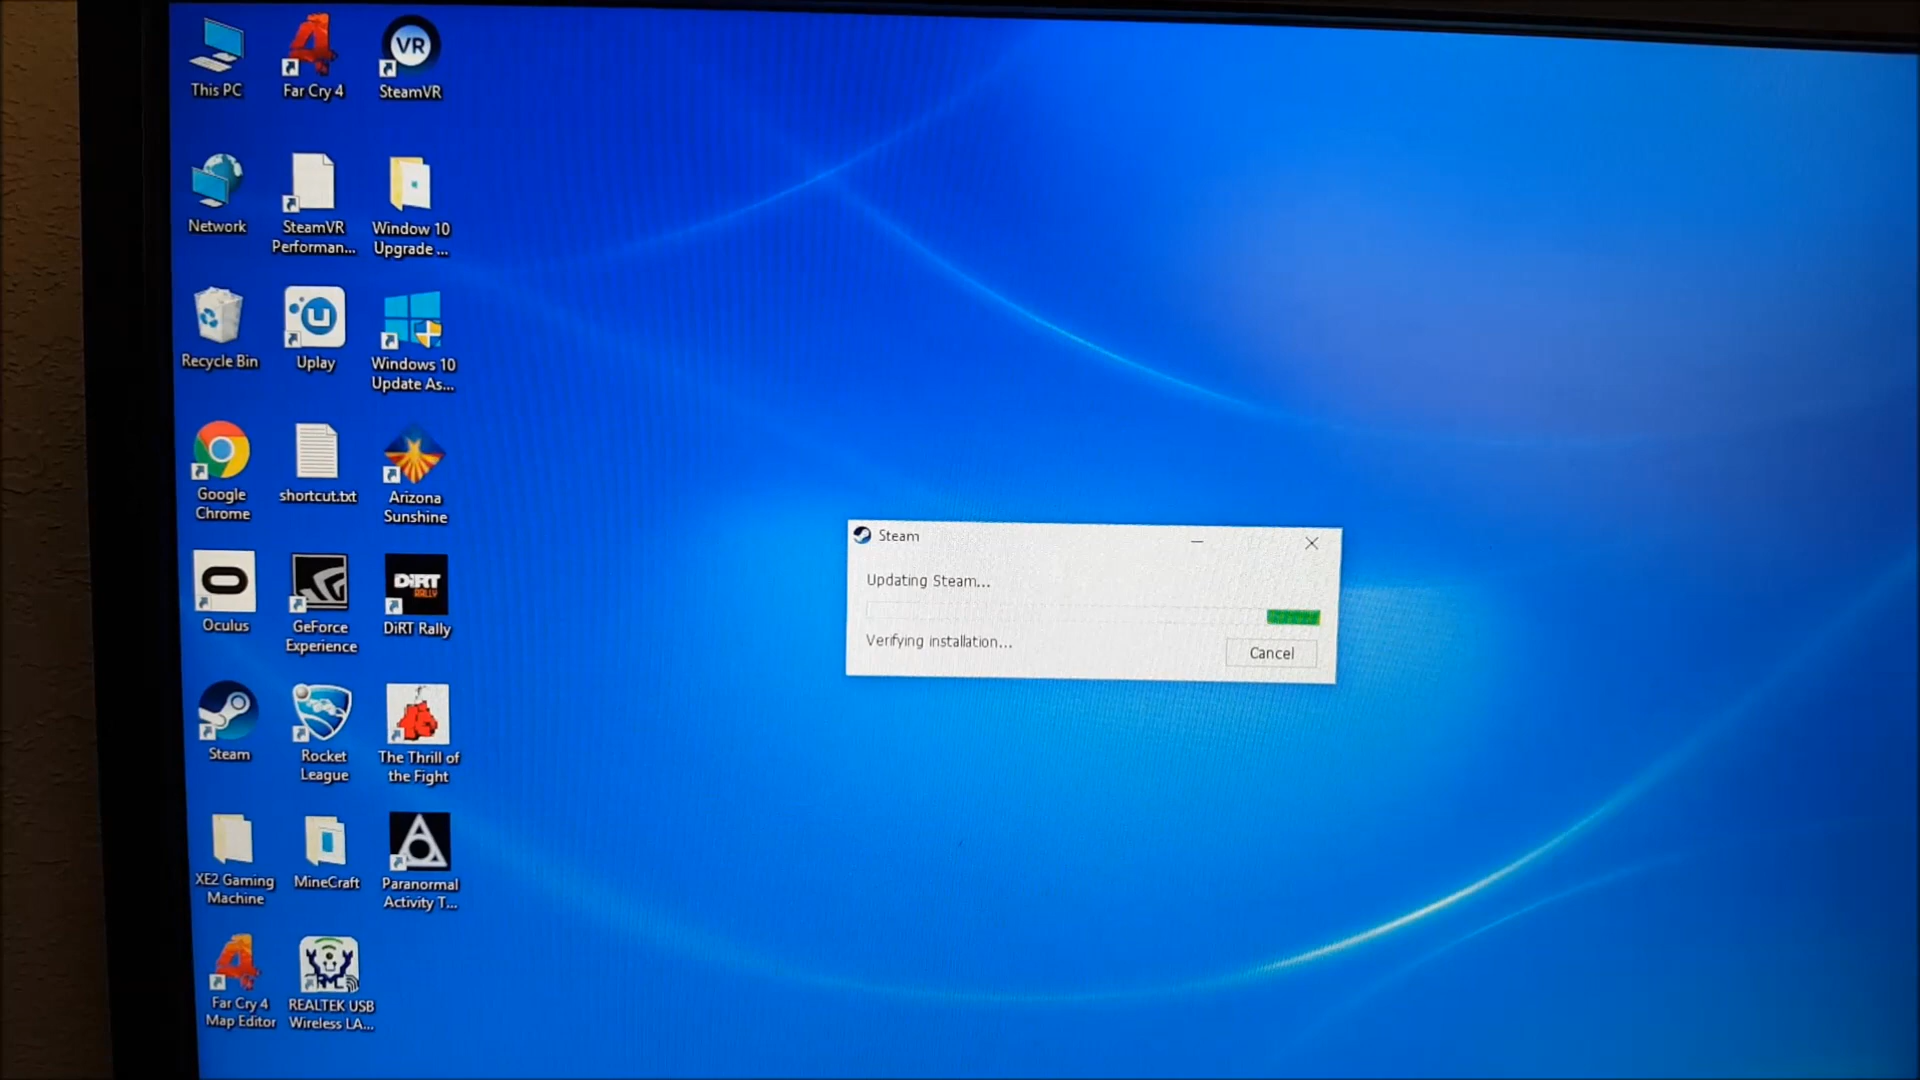 This PC
Far Cry 4
VR
SteamVR
Network
SteamVR
Performan...
Window 10
Upgrade ...
Recycle Bin
Uplay
Windows 10
Update As...
Google
Chrome
shortcut.txt
Arizona
Sunshine
Oculus
GeForce
Experience
DiRT
RALLY
DiRT Rally
Steam
Rocket
League
The Thrill of
the Fight
XE2 Gaming
Machine
MineCraft
Paranormal
Activity T...
Far Cry 4
Map Editor
REALTEK USB
Wireless LA...
Steam
Updating Steam...
Verifying installation...
Cancel